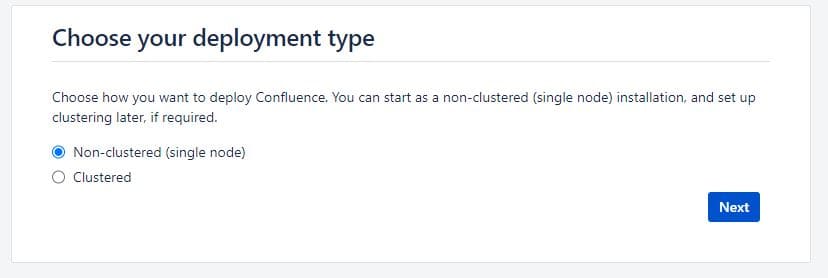 Choose your deployment type
Choose how you want to deploy Confluence. You can start as a non-clustered (single node) installation, and set up
clustering later, if required.
Non-clustered (single node)
Clustered
Next